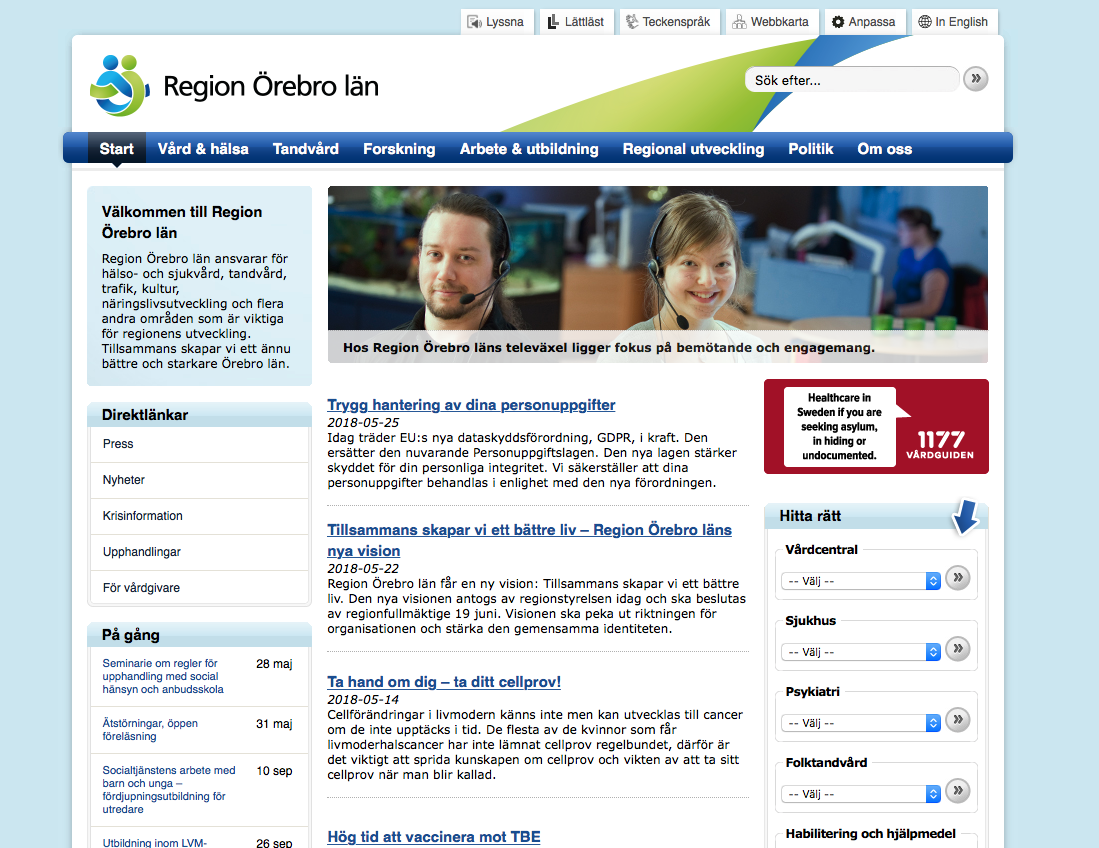 Lyssna
Lättläst
Teckenspråk
Webbkarta
Anpassa
In English
Region Örebro län
Sök efter...
Start
Vård & hälsa
Tandvård
Forskning
Arbete & utbildning
Regional utveckling
Politik
Om oss
Välkommen till Region
Örebro län
Region Örebro län ansvarar för
hälso- och sjukvård, tandvård,
trafik, kultur,
näringslivsutveckling och flera
andra områden som är viktiga
för regionens utveckling.
Tillsammans skapar vi ett ännu
bättre och starkare Örebro län.
Direktlänkar
Press
Nyheter
Krisinformation
Upphandlingar
För vårdgivare
På gång
Seminarie om regler för
upphandling med social
hänsyn och anbudsskola
28 maj
Ätstörningar, öppen
föreläsning
31 maj
Socialtjänstens arbete med
barn och unga –
fördjupningsutbildning för
utredare
10 sep
Utbildning inom LVM-
26 sep
Hos Region Örebro läns televäxel ligger fokus på bemötande och engagemang.
Trygg hantering av dina personuppgifter
2018-05-25
Idag träder EU:s nya dataskyddsförordning, GDPR, i kraft. Den
ersätter den nuvarande Personuppgiftslagen. Den nya lagen stärker
skyddet för din personliga integritet. Vi säkerställer att dina
personuppgifter behandlas i enlighet med den nya förordningen.
Tillsammans skapar vi ett bättre liv – Region Örebro läns
nya vision
2018-05-22
Region Örebro län får en ny vision: Tillsammans skapar vi ett bättre
liv. Den nya visionen antogs av regionstyrelsen idag och ska beslutas
av regionfullmäktige 19 juni. Visionen ska peka ut riktningen för
organisationen och stärka den gemensamma identiteten.
Ta hand om dig – ta ditt cellprov!
2018-05-14
Cellförändringar i livmodern känns inte men kan utvecklas till cancer
om de inte upptäcks i tid. De flesta av de kvinnor som får
livmoderhalscancer har inte lämnat cellprov regelbundet, därför är
det viktigt att sprida kunskapen om cellprov och vikten av att ta sitt
cellprov när man blir kallad.
Hög tid att vaccinera mot TBE
Healthcare in
Sweden if you are
seeking asylum,
in hiding or
undocumented.
1177
VÅRDGUIDEN
Hitta rätt
Vårdcentral
-- Välj --
Sjukhus
-- Välj --
Psykiatri
-- Välj --
Folktandvård
-- Välj --
Habilitering och hjälpmedel